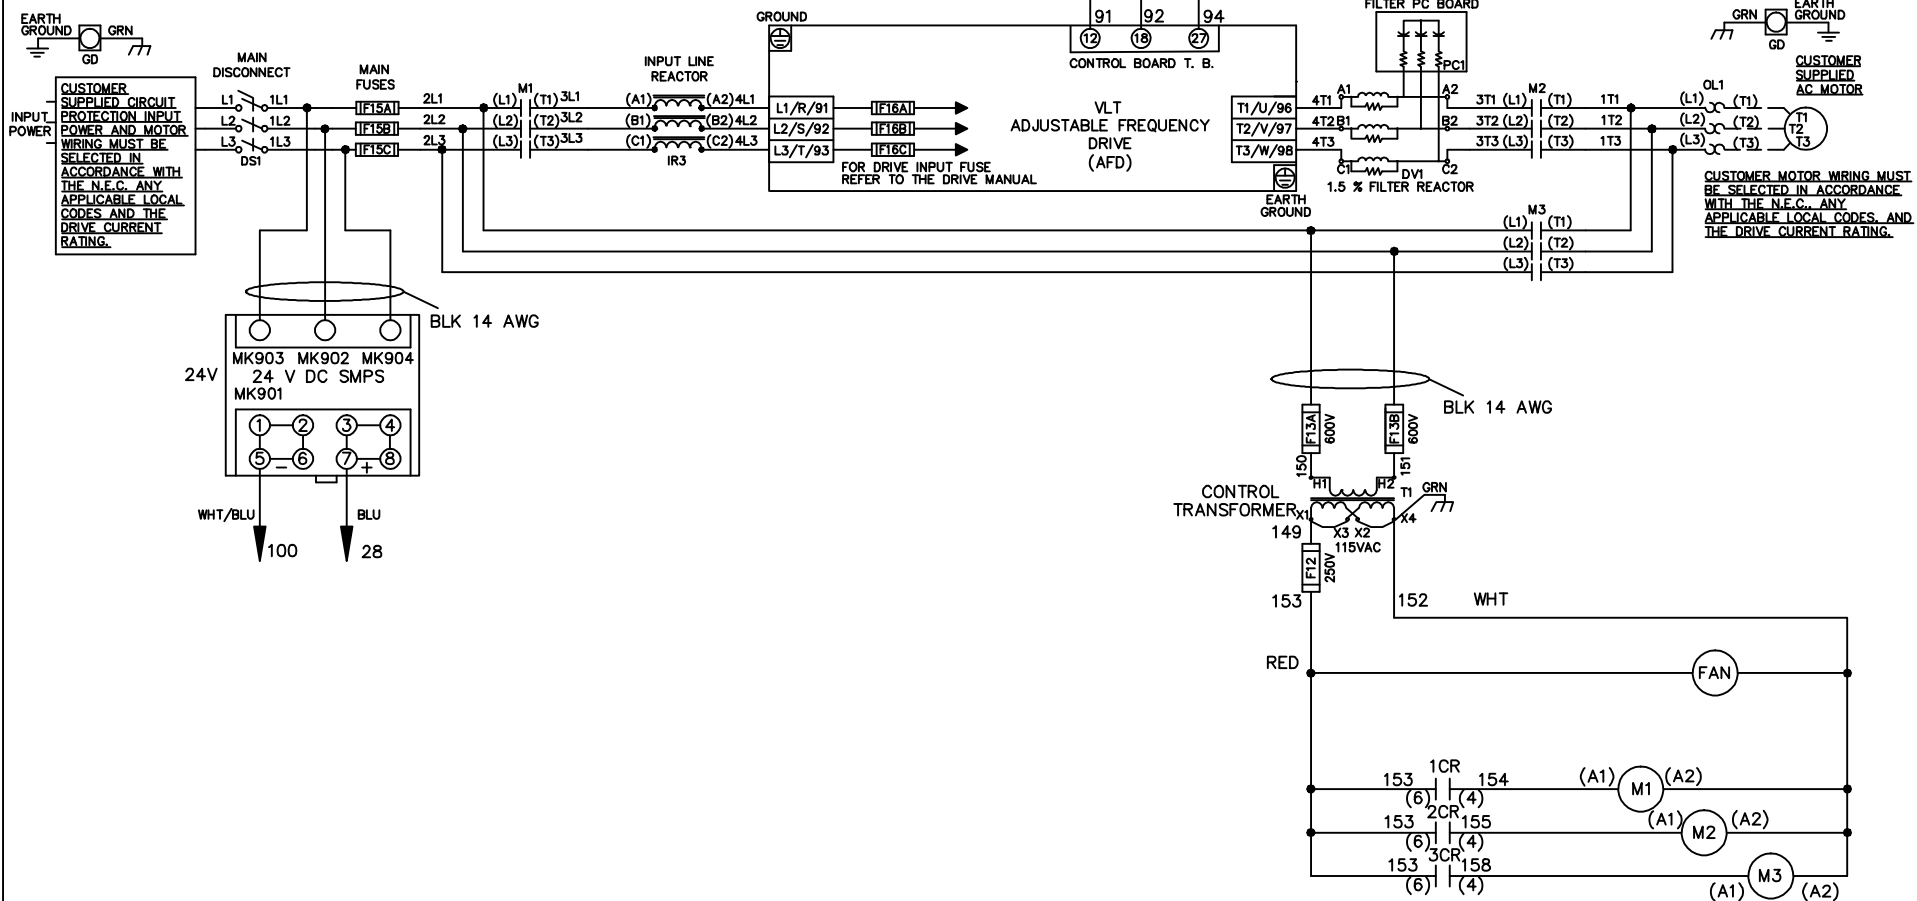 EARTH
GROUND
GRN
GD
GROUND
91 92 94
12 18 27
CONTROL BOARD T. B.
FILTER PC BOARD
PC1
EARTH
GRN GROUND
GD
CUSTOMER
SUPPLIED
AC MOTOR
INPUT
POWER
CUSTOMER
SUPPLIED CIRCUIT
PROTECTION INPUT
POWER AND MOTOR
WIRING MUST BE
SELECTED IN
ACCORDANCE WITH
THE N.E.C. ANY
APPLICABLE LOCAL
CODES AND THE
DRIVE CURRENT
RATING.
MAIN
DISCONNECT
L1 1L1
L2 1L2
L3 1L3
DS1
MAIN
FUSES
F15A
F15B
F15C
2L1
2L2
2L3
M1
(L1) (T1) 3L1
(L2) (T2) 3L2
(L3) (T3) 3L3
INPUT LINE
REACTOR
(A1) (A2) 4L1
(B1) (B2) 4L2
(C1) (C2) 4L3
IR3
L1/R/91
L2/S/92
L3/T/93
F16A
F16B
F16C
FOR DRIVE INPUT FUSE
REFER TO THE DRIVE MANUAL
VLT
ADJUSTABLE FREQUENCY
DRIVE
(AFD)
T1/U/96
T2/V/97
T3/W/98
EARTH
GROUND
4T1 A1 A2
4T2 B1 B2
4T3 C1 C2
DV1
1.5 % FILTER REACTOR
M2
3T1 (L1) (T1) 1T1
3T2 (L2) (T2) 1T2
3T3 (L3) (T3) 1T3
OL1
(L1) (T1)
(L2) (T2)
(L3) (T3)
T1
T2
T3
CUSTOMER MOTOR WIRING MUST
BE SELECTED IN ACCORDANCE
WITH THE N.E.C., ANY
APPLICABLE LOCAL CODES, AND
THE DRIVE CURRENT RATING.
M3
(L1) (T1)
(L2) (T2)
(L3) (T3)
BLK 14 AWG
MK903 MK902 MK904
24V
24 V DC SMPS
MK901
1 2 3 4
5 6 7 8
- +
WHT/BLU
BLU
100
28
BLK 14 AWG
F13A
600V
F13B
600V
150
151
CONTROL
TRANSFORMER
H1 H2
T1
GRN
X1 X3 X2 X4
115VAC
149
F12
250V
153
152
WHT
RED
FAN
1CR
153 154
(6) (4)
(A1) M1 (A2)
2CR
153 155
(6) (4)
(A1) M2 (A2)
3CR
153 158
(6) (4)
(A1) M3 (A2)